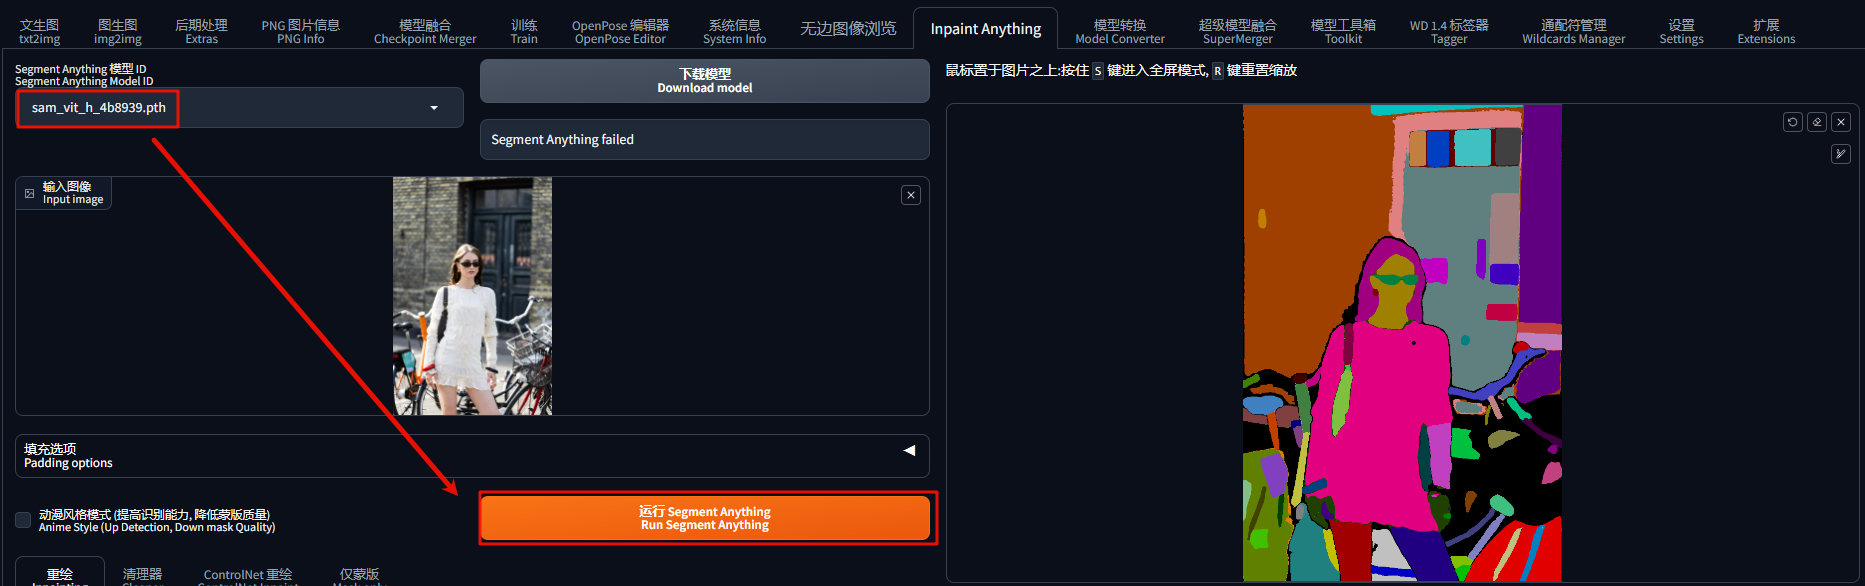 文生图
txt2img
图生图
img2img
后期处理
Extras
PNG 图片信息
PNG Info
模型融合
Checkpoint Merger
训练
Train
OpenPose 编辑器
OpenPose Editor
系统信息
System Info
无边图像浏览
Inpaint Anything
模型转换
Model Converter
超级模型融合
SuperMerger
模型工具箱
Toolkit
WD 1.4 标签器
Tagger
通配符管理
Wildcards Manager
设置
Settings
扩展
Extensions
Segment Anything 模型 ID
Segment Anything Model ID
sam_vit_h_4b8939.pth
下载模型
Download model
Segment Anything failed
输入图像
Input image
填充选项
Padding options
动漫风格模式 (提高识别能力, 降低蒙版质量)
Anime Style (Up Detection, Down mask Quality)
运行 Segment Anything
Run Segment Anything
重绘
Inpainting
清理器
Cleaner
ControlNet 重绘
ControlNet Inpaint
仅蒙版
Mask only
鼠标置于图片之上:按住 S 键进入全屏模式, R 键重置缩放